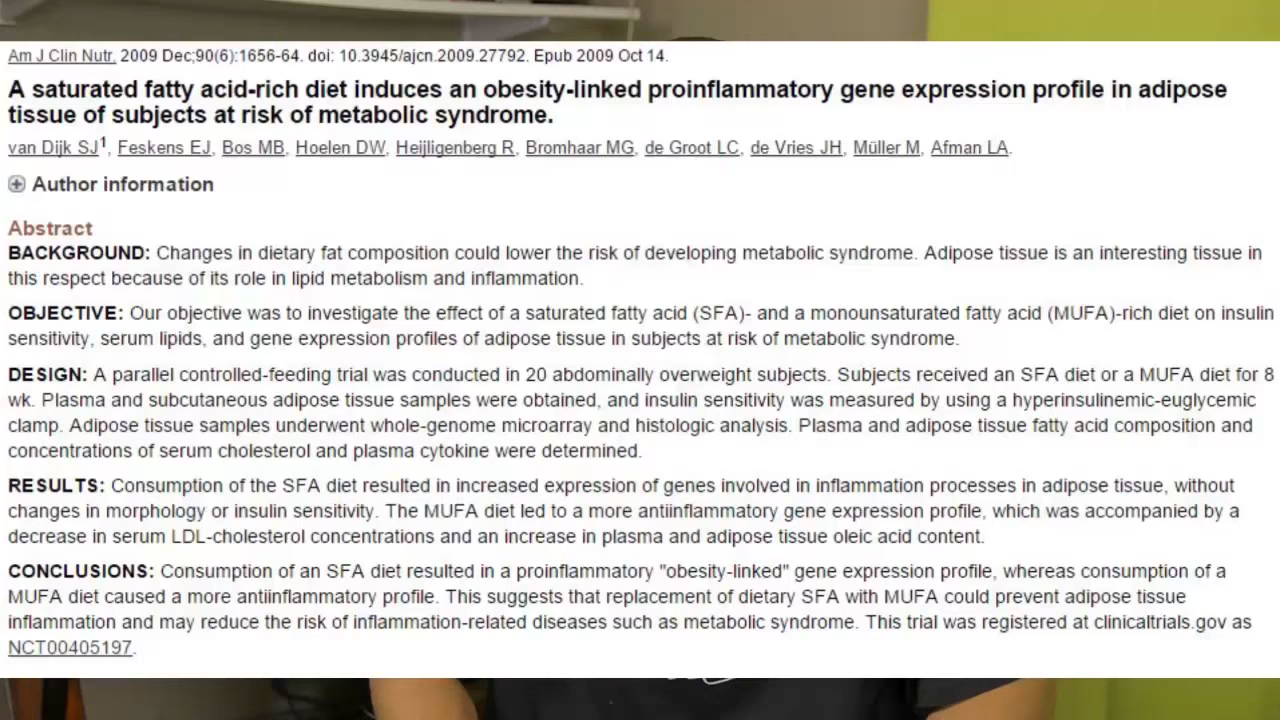 Am J Clin Nutr. 2009 Dec;90(6):1656-64. doi: 10.3945/ajcn.2009.27792. Epub 2009 Oct 14.
A saturated fatty acid-rich diet induces an obesity-linked proinflammatory gene expression profile in adipose
tissue of subjects at risk of metabolic syndrome.
van Dijk SJ1, Feskens EJ, Bos MB, Hoelen DW, Heijligenberg R, Bromhaar MG, de Groot LC, de Vries JH, Müller M, Afman LA.
Author information
Abstract
BACKGROUND: Changes in dietary fat composition could lower the risk of developing metabolic syndrome. Adipose tissue is an interesting tissue in
this respect because of its role in lipid metabolism and inflammation.
OBJECTIVE: Our objective was to investigate the effect of a saturated fatty acid (SFA)- and a monounsaturated fatty acid (MUFA)-rich diet on insulin
sensitivity, serum lipids, and gene expression profiles of adipose tissue in subjects at risk of metabolic syndrome.
DESIGN: A parallel controlled-feeding trial was conducted in 20 abdominally overweight subjects. Subjects received an SFA diet or a MUFA diet for 8
wk. Plasma and subcutaneous adipose tissue samples were obtained, and insulin sensitivity was measured by using a hyperinsulinemic-euglycemic
clamp. Adipose tissue samples underwent whole-genome microarray and histologic analysis. Plasma and adipose tissue fatty acid composition and
concentrations of serum cholesterol and plasma cytokine were determined.
RESULTS: Consumption of the SFA diet resulted in increased expression of genes involved in inflammation processes in adipose tissue, without
changes in morphology or insulin sensitivity. The MUFA diet led to a more antiinflammatory gene expression profile, which was accompanied by a
decrease in serum LDL-cholesterol concentrations and an increase in plasma and adipose tissue oleic acid content.
CONCLUSIONS: Consumption of an SFA diet resulted in a proinflammatory "obesity-linked" gene expression profile, whereas consumption of a
MUFA diet caused a more antiinflammatory profile. This suggests that replacement of dietary SFA with MUFA could prevent adipose tissue
inflammation and may reduce the risk of inflammation-related diseases such as metabolic syndrome. This trial was registered at clinicaltrials.gov as
NCT00405197.